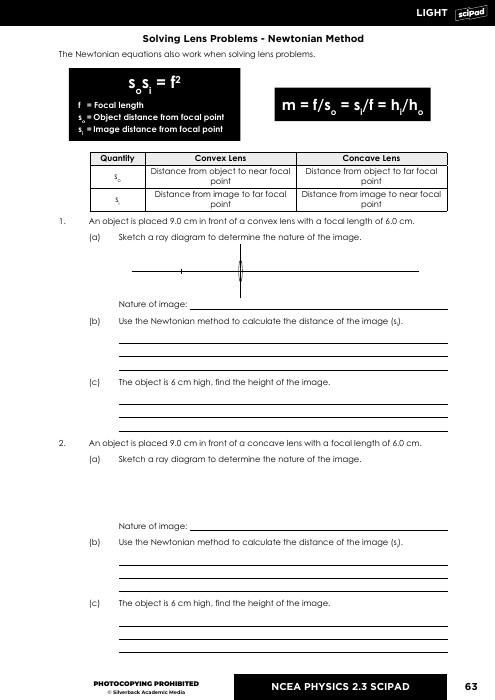 LIGHT scipad
Solving Lens Problems - Newtonian Method
The Newtonian equations also work when solving lens problems.
sₒsᵢ = f²
f = Focal length
sₒ = Object distance from focal point
sᵢ = Image distance from focal point
m = f/sₒ = sᵢ/f = hᵢ/hₒ
Quantity Convex Lens Concave Lens
sₒ Distance from object to near focal point Distance from object to far focal point
sᵢ Distance from image to far focal point Distance from image to near focal point
1. An object is placed 9.0 cm in front of a convex lens with a focal length of 6.0 cm.
(a) Sketch a ray diagram to determine the nature of the image.
Nature of image:
(b) Use the Newtonian method to calculate the distance of the image (sᵢ).
(c) The object is 6 cm high, find the height of the image.
2. An object is placed 9.0 cm in front of a concave lens with a focal length of 6.0 cm.
(a) Sketch a ray diagram to determine the nature of the image.
Nature of image:
(b) Use the Newtonian method to calculate the distance of the image (sᵢ).
(c) The object is 6 cm high, find the height of the image.
PHOTOCOPYING PROHIBITED
© Silverback Academic Media
NCEA PHYSICS 2.3 SCIPAD 63